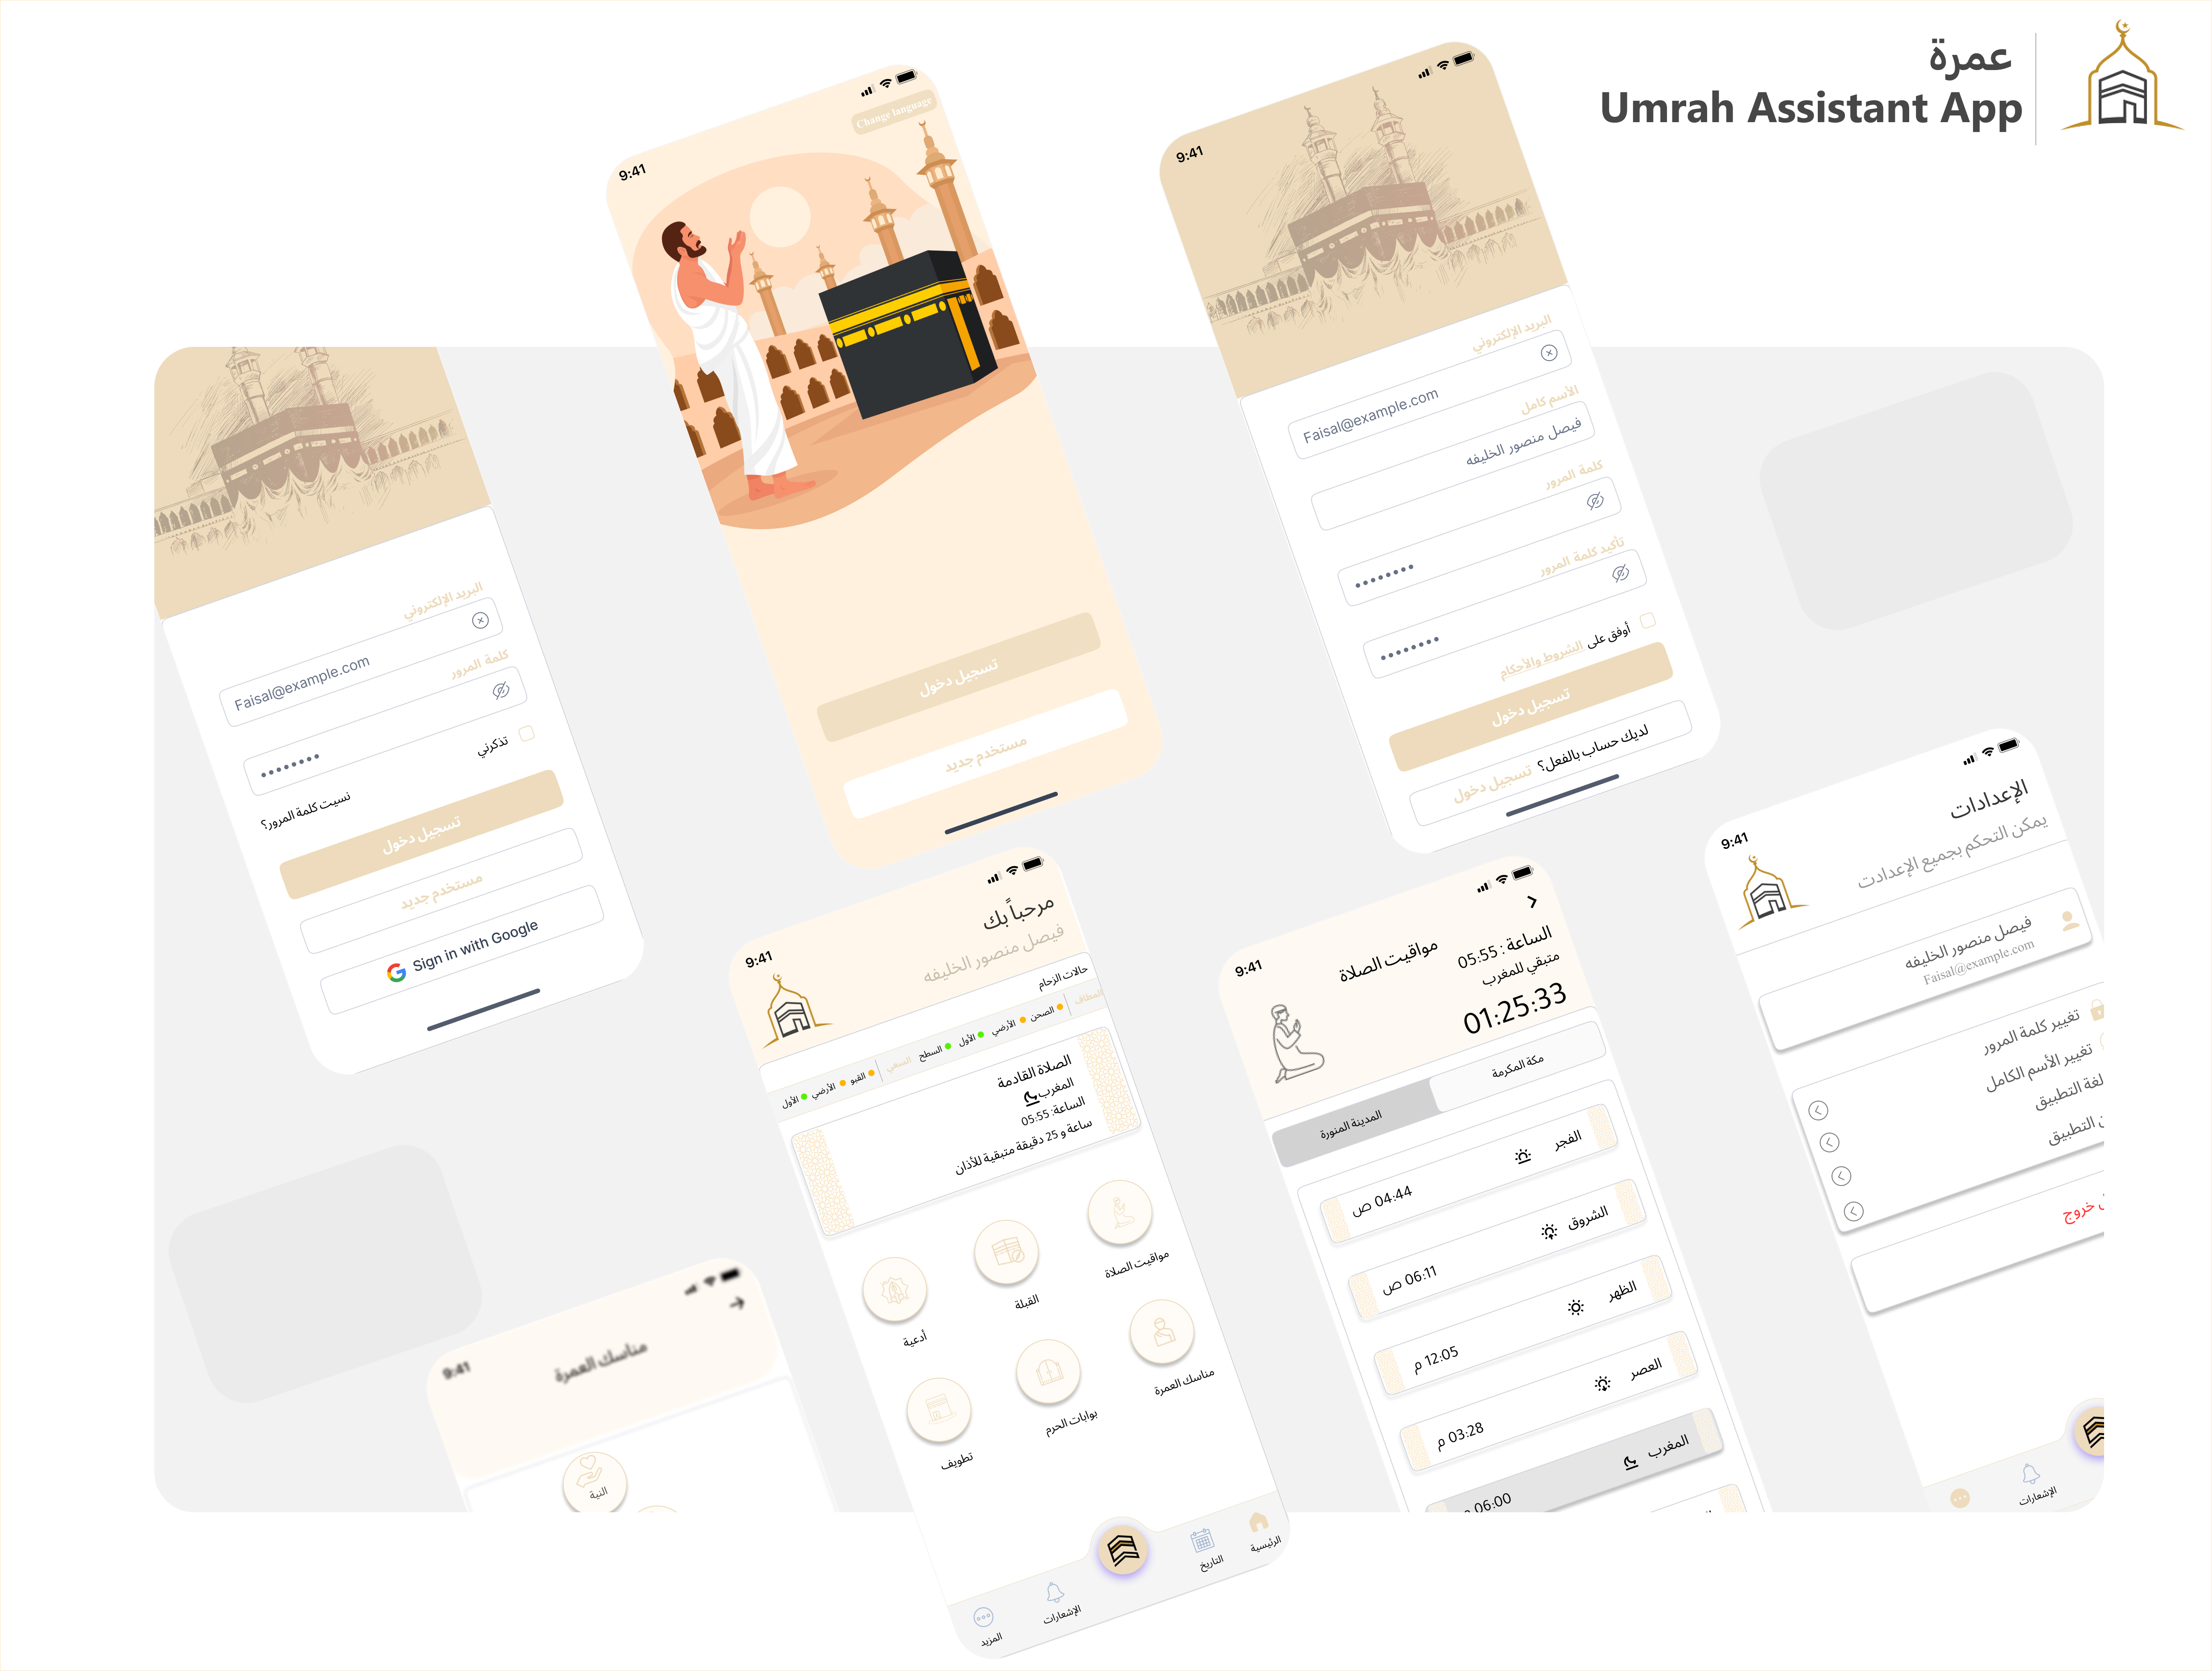 عمرة
Umrah Assistant App
9:41
Change language
تسجيل دخول
مستخدم جديد
9:41
البريد الإلكتروني
Faisal@example.com
الأسم كامل
فيصل منصور الخليفه
كلمة المرور
تأكيد كلمة المرور
أوفق على الشروط والأحكام
تسجيل دخول
لديك حساب بالفعل؟ تسجيل دخول
البريد الإلكتروني
Faisal@example.com
كلمة المرور
تذكرني
نسيت كلمة المرور؟
تسجيل دخول
مستخدم جديد
Sign in with Google
9:41
الإعدادات
يمكن التحكم بجميع الإعدادت
فيصل منصور الخليفه
Faisal@example.com
تغيير كلمة المرور
تغيير الأسم الكامل
لغة التطبيق
التطبيق
خروج
الإشعارات
9:41
مواقيت الصلاة
الساعة : 05:55
متبقي للمغرب
01:25:33
مكة المكرمة
المدينة المنورة
الفجر
04:44 ص
الشروق
06:11 ص
الظهر
12:05 م
العصر
03:28 م
المغرب
06:00
9:41
مرحباً بك
فيصل منصور الخليفه
حالات الزحام
المطاف الصحن الأرضي الأول السطح المسعى القبو الأرضي الأول
الصلاة القادمة
المغرب
الساعة: 05:55
ساعة و 25 دقيقة متبقية للأذان
مواقيت الصلاة
القبلة
أدعية
مناسك العمرة
بوابات الحرم
تطويف
الرئيسية
التاريخ
الإشعارات
المزيد
9:41
مناسك العمرة
النية